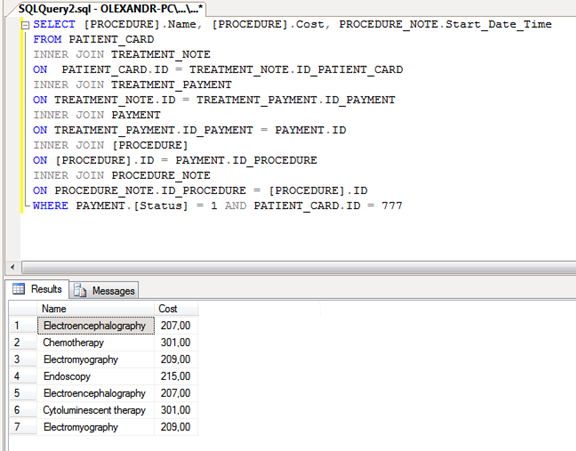 SQLQuery2.sql - OLEXANDR-PC\...\...*
SELECT [PROCEDURE].Name, [PROCEDURE].Cost, PROCEDURE_NOTE.Start_Date_Time
FROM PATIENT_CARD
INNER JOIN TREATMENT_NOTE
ON  PATIENT_CARD.ID = TREATMENT_NOTE.ID_PATIENT_CARD
INNER JOIN TREATMENT_PAYMENT
ON TREATMENT_NOTE.ID = TREATMENT_PAYMENT.ID_PAYMENT
INNER JOIN PAYMENT
ON TREATMENT_PAYMENT.ID_PAYMENT = PAYMENT.ID
INNER JOIN [PROCEDURE]
ON [PROCEDURE].ID = PAYMENT.ID_PROCEDURE
INNER JOIN PROCEDURE_NOTE
ON PROCEDURE_NOTE.ID_PROCEDURE = [PROCEDURE].ID
WHERE PAYMENT.[Status] = 1 AND PATIENT_CARD.ID = 777
Results Messages
Name Cost
1 Electroencephalography 207,00
2 Chemotherapy 301,00
3 Electromyography 209,00
4 Endoscopy 215,00
5 Electroencephalography 207,00
6 Cytoluminescent therapy 301,00
7 Electromyography 209,00